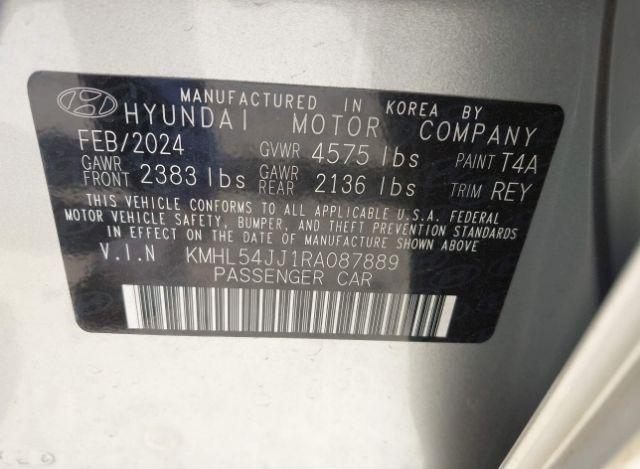 MANUFACTURED IN KOREA BY
HYUNDAI MOTOR COMPANY
FEB/2024 GVWR 4575 lbs PAINT T4A
GAWR FRONT 2383 lbs GAWR REAR 2136 lbs TRIM REY
THIS VEHICLE CONFORMS TO ALL APPLICABLE U.S.A. FEDERAL
MOTOR VEHICLE SAFETY, BUMPER, AND THEFT PREVENTION
STANDARDS IN EFFECT ON THE DATE OF MANUFACTURE SHOWN ABOVE.
V.I.N KMHL54JJ1RA087889
PASSENGER CAR